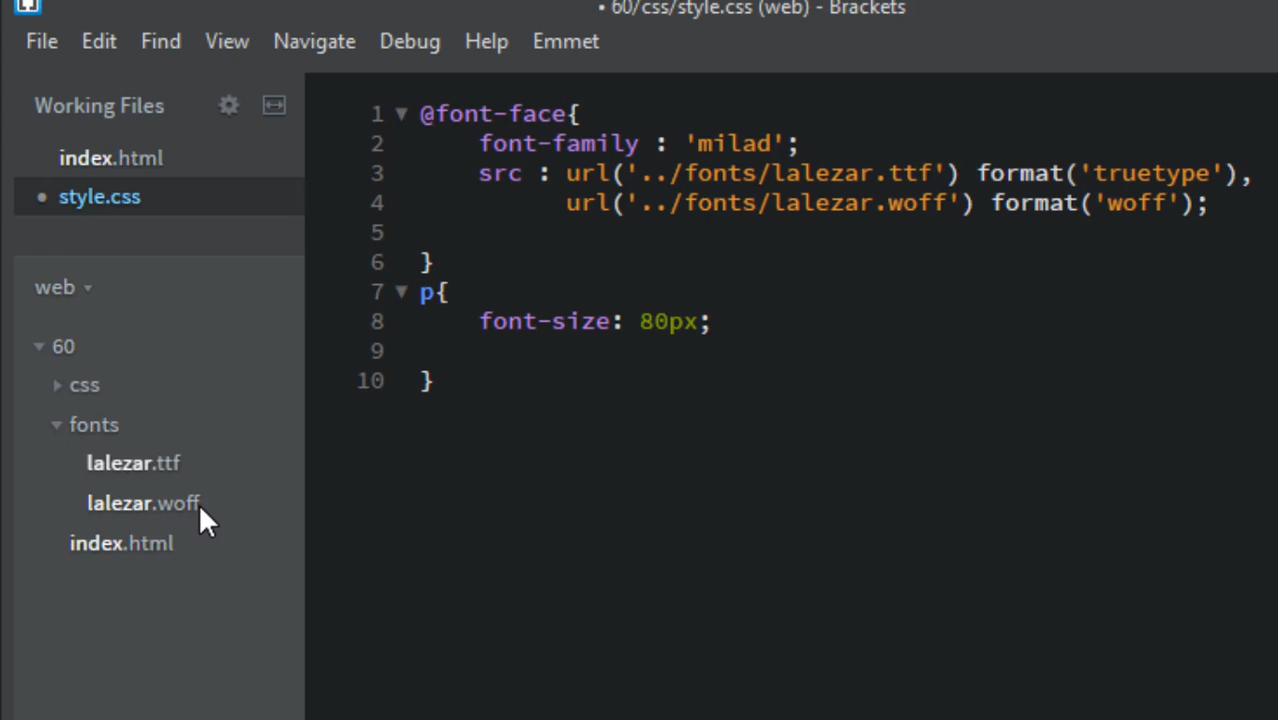 • 60/css/style.css (web) - Brackets
File Edit Find View Navigate Debug Help Emmet
Working Files
index.html
• style.css
web
60
css
fonts
lalezar.ttf
lalezar.woff
index.html
1 @font-face{
2 font-family : 'milad';
3 src : url('../fonts/lalezar.ttf') format('truetype'),
4 url('../fonts/lalezar.woff') format('woff');
5
6 }
7 p{
8 font-size: 80px;
9
10 }